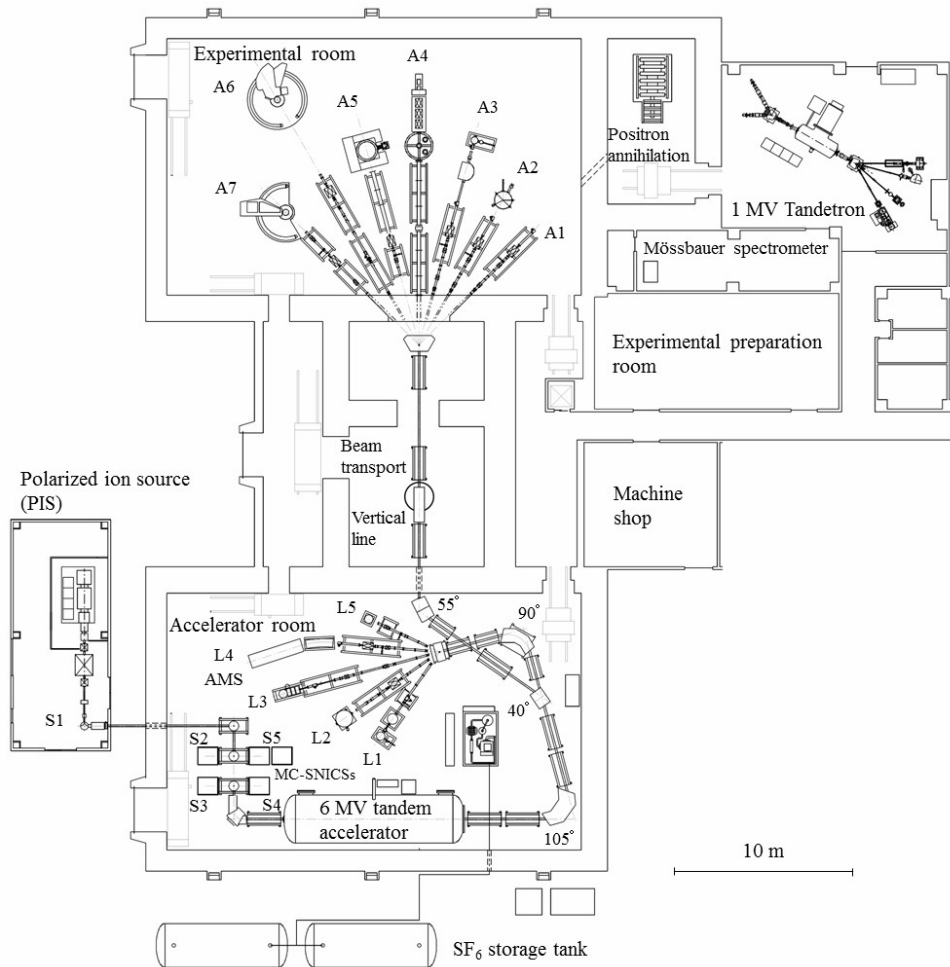 Experimental room
A4
A6
A5
A3
A2
A7
A1
Positron
annihilation
1 MV Tandetron
Mössbauer spectrometer
Experimental preparation
room
Beam
transport
Vertical
line
Machine
shop
Polarized ion source
(PIS)
S1
Accelerator room
L5
55°
90°
L4
AMS
L3
L2
L1
40°
S2
S5
MC-SNICSs
S3
S4
6 MV tandem
accelerator
105°
10 m
SF₆ storage tank